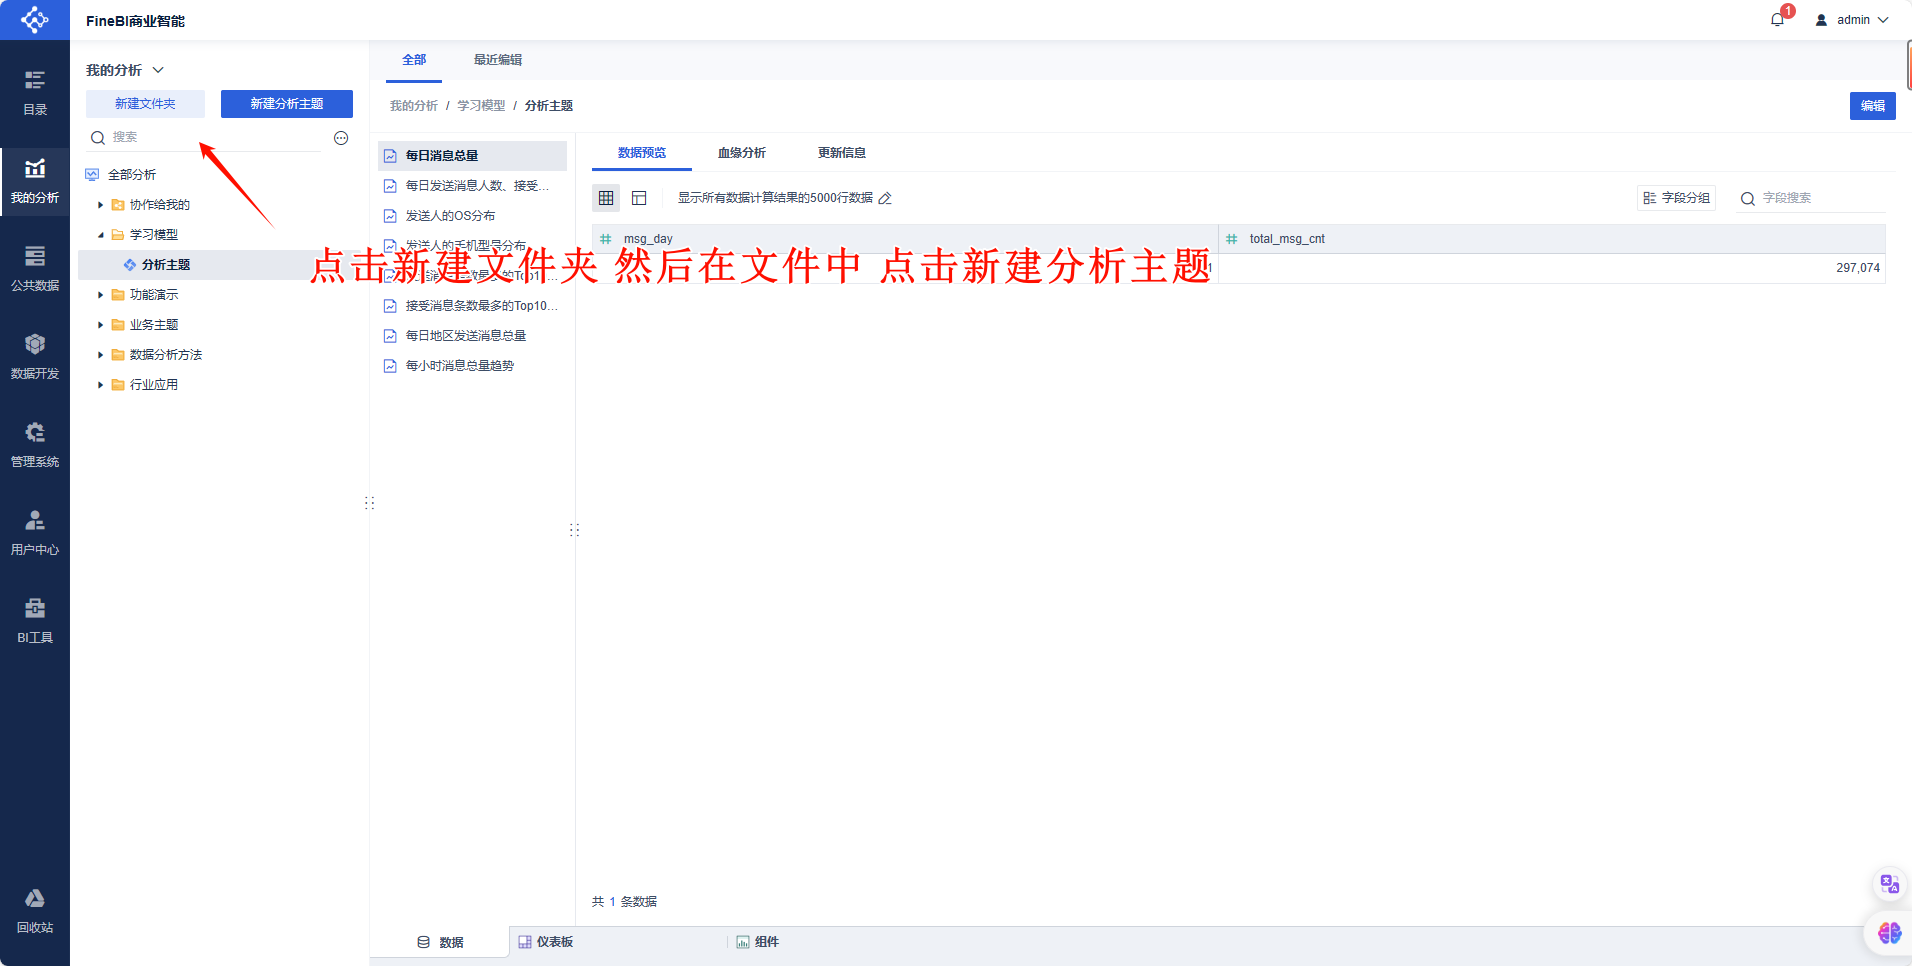 FineBI商业智能
1
admin
目录
我的分析
公共数据
数据开发
管理系统
用户中心
BI工具
回收站
我的分析
新建文件夹
新建分析主题
搜索
全部分析
协作给我的
学习模型
分析主题
功能演示
业务主题
数据分析方法
行业应用
全部
最近编辑
我的分析 / 学习模型 / 分析主题
编辑
每日消息总量
每日发送消息人数、接受...
发送人的OS分布
发送人的手机型号分布
接受消息条数最多的Top10...
每日地区发送消息总量
每小时消息总量趋势
数据预览
血缘分析
更新信息
显示所有数据计算结果的5000行数据
字段分组
字段搜索
msg_day
total_msg_cnt
1
297,074
点击新建文件夹 然后在文件中 点击新建分析主题
共 1 条数据
数据
仪表板
组件